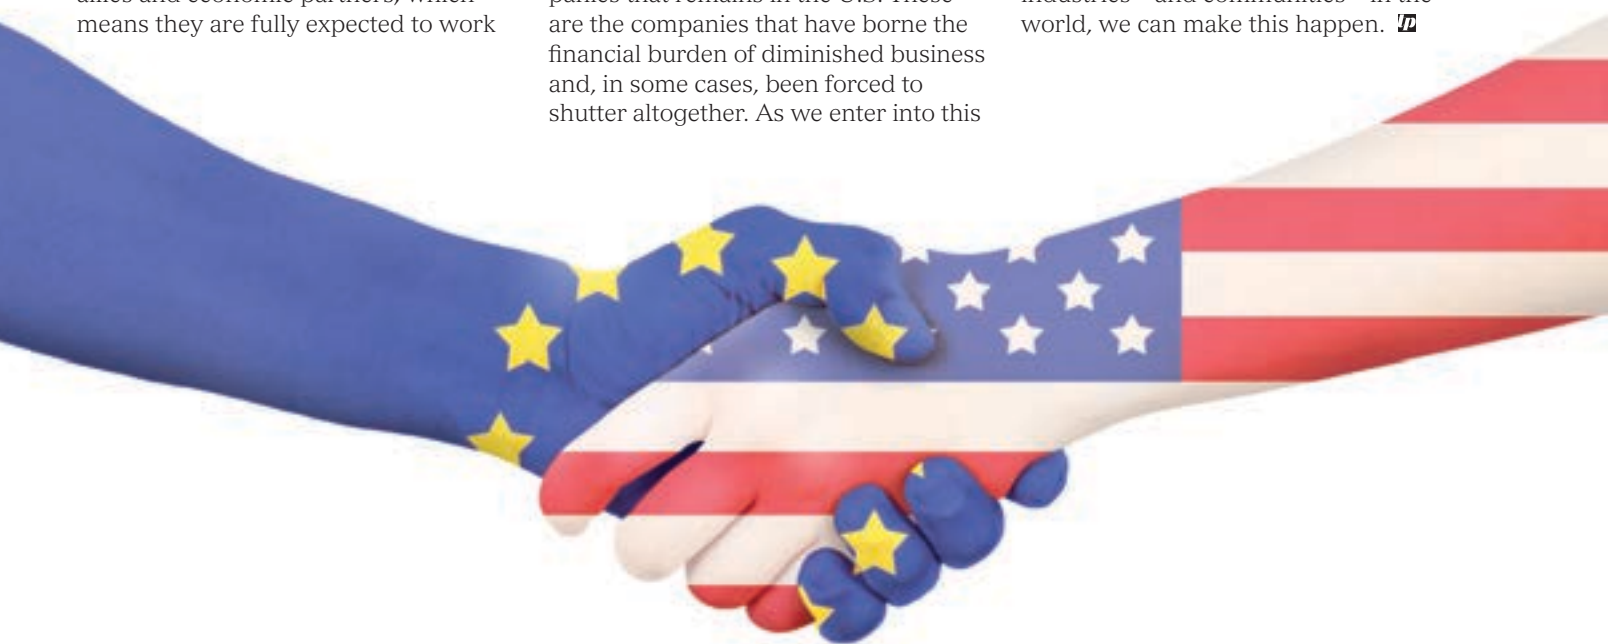 means they are fully expected to work
are the companies that have borne the
financial burden of diminished business
and, in some cases, been forced to
shutter altogether. As we enter into this
world, we can make this happen.